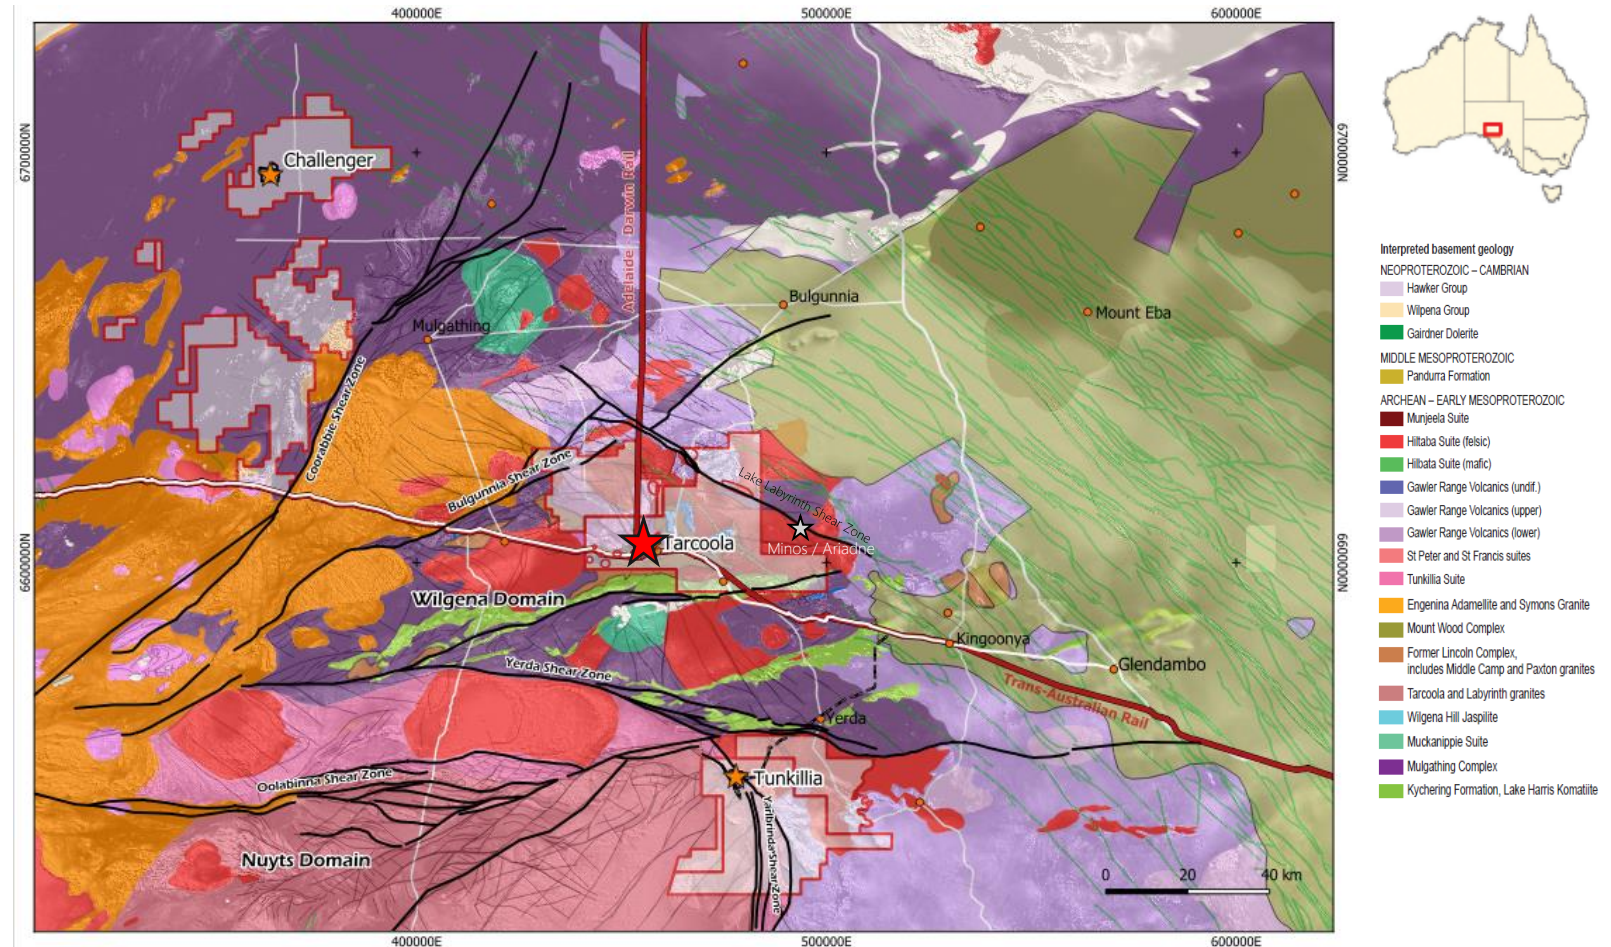 400000E
500000E
600000E
6700000N
6700000N
Challenger
Adelaide - Darwin Rail
Bulgunnia
Mount Eba
Mulgathing
Coorabbie Shear Zone
Bulgunnia Shear Zone
Lake Labyrinth Shear Zone
Tarcoola
Minos / Ariadne
6600000N
6600000N
Wilgena Domain
Kingoonya
Glendambo
Yerda Shear Zone
Trans-Australian Rail
Yerda
Oolabinna Shear Zone
Tunkillia
Yarlbrinda Shear Zone
Nuyts Domain
0 20 40 km
400000E
500000E
600000E
Interpreted basement geology
NEOPROTEROZOIC – CAMBRIAN
Hawker Group
Wilpena Group
Gairdner Dolerite
MIDDLE MESOPROTEROZOIC
Pandurra Formation
ARCHEAN – EARLY MESOPROTEROZOIC
Munjeela Suite
Hiltaba Suite (felsic)
Hilbata Suite (mafic)
Gawler Range Volcanics (undif.)
Gawler Range Volcanics (upper)
Gawler Range Volcanics (lower)
St Peter and St Francis suites
Tunkillia Suite
Engenina Adamellite and Symons Granite
Mount Wood Complex
Former Lincoln Complex,
includes Middle Camp and Paxton granites
Tarcoola and Labyrinth granites
Wilgena Hill Jaspilite
Muckanippie Suite
Mulgathing Complex
Kychering Formation, Lake Harris Komatiite